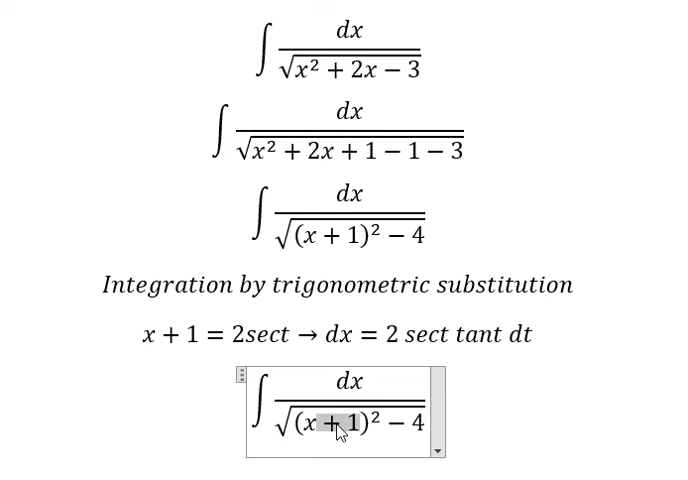 ∫ dx / √(x² + 2x − 3)
∫ dx / √(x² + 2x + 1 − 1 − 3)
∫ dx / √((x + 1)² − 4)
Integration by trigonometric substitution
x + 1 = 2sect → dx = 2 sect tant dt
∫ dx / √((x + 1)² − 4)